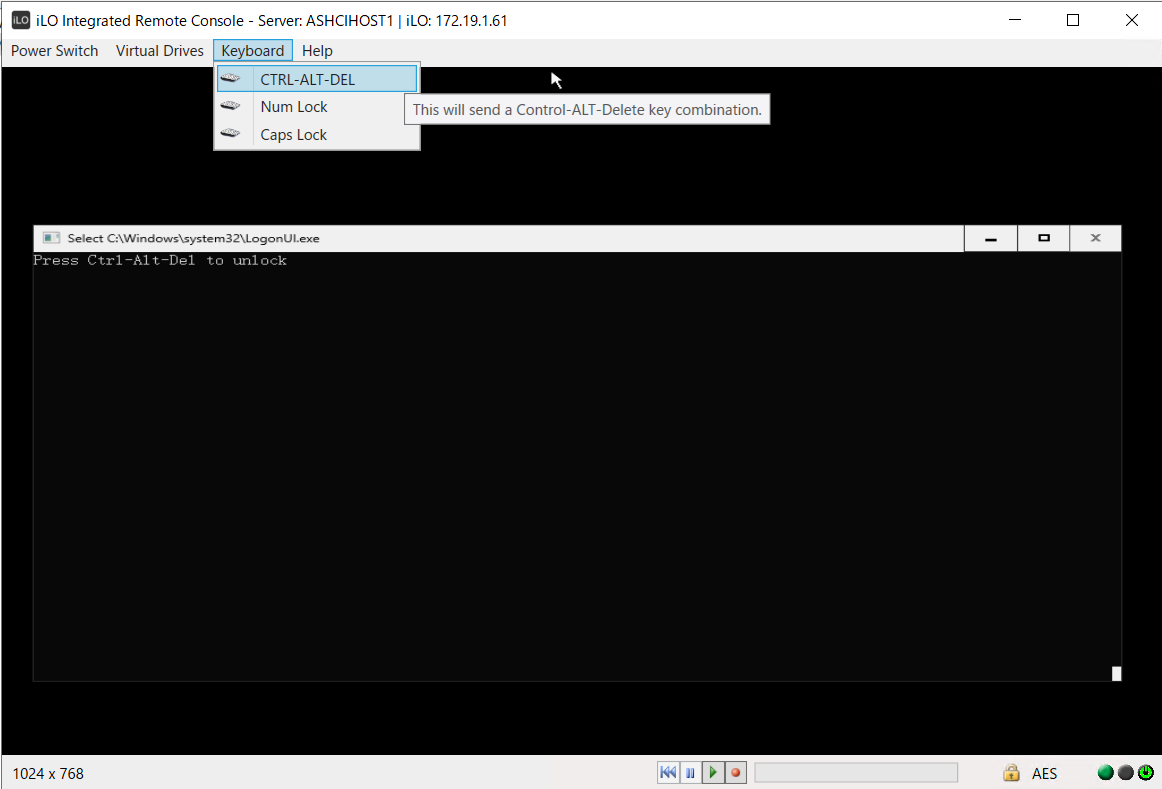 iLO iLO Integrated Remote Console - Server: ASHCIHOST1 | iLO: 172.19.1.61
Power Switch Virtual Drives Keyboard Help
CTRL-ALT-DEL
Num Lock
This will send a Control-ALT-Delete key combination.
Caps Lock
Select C:\Windows\system32\LogonUI.exe
Press Ctrl-Alt-Del to unlock
1024 x 768 AES